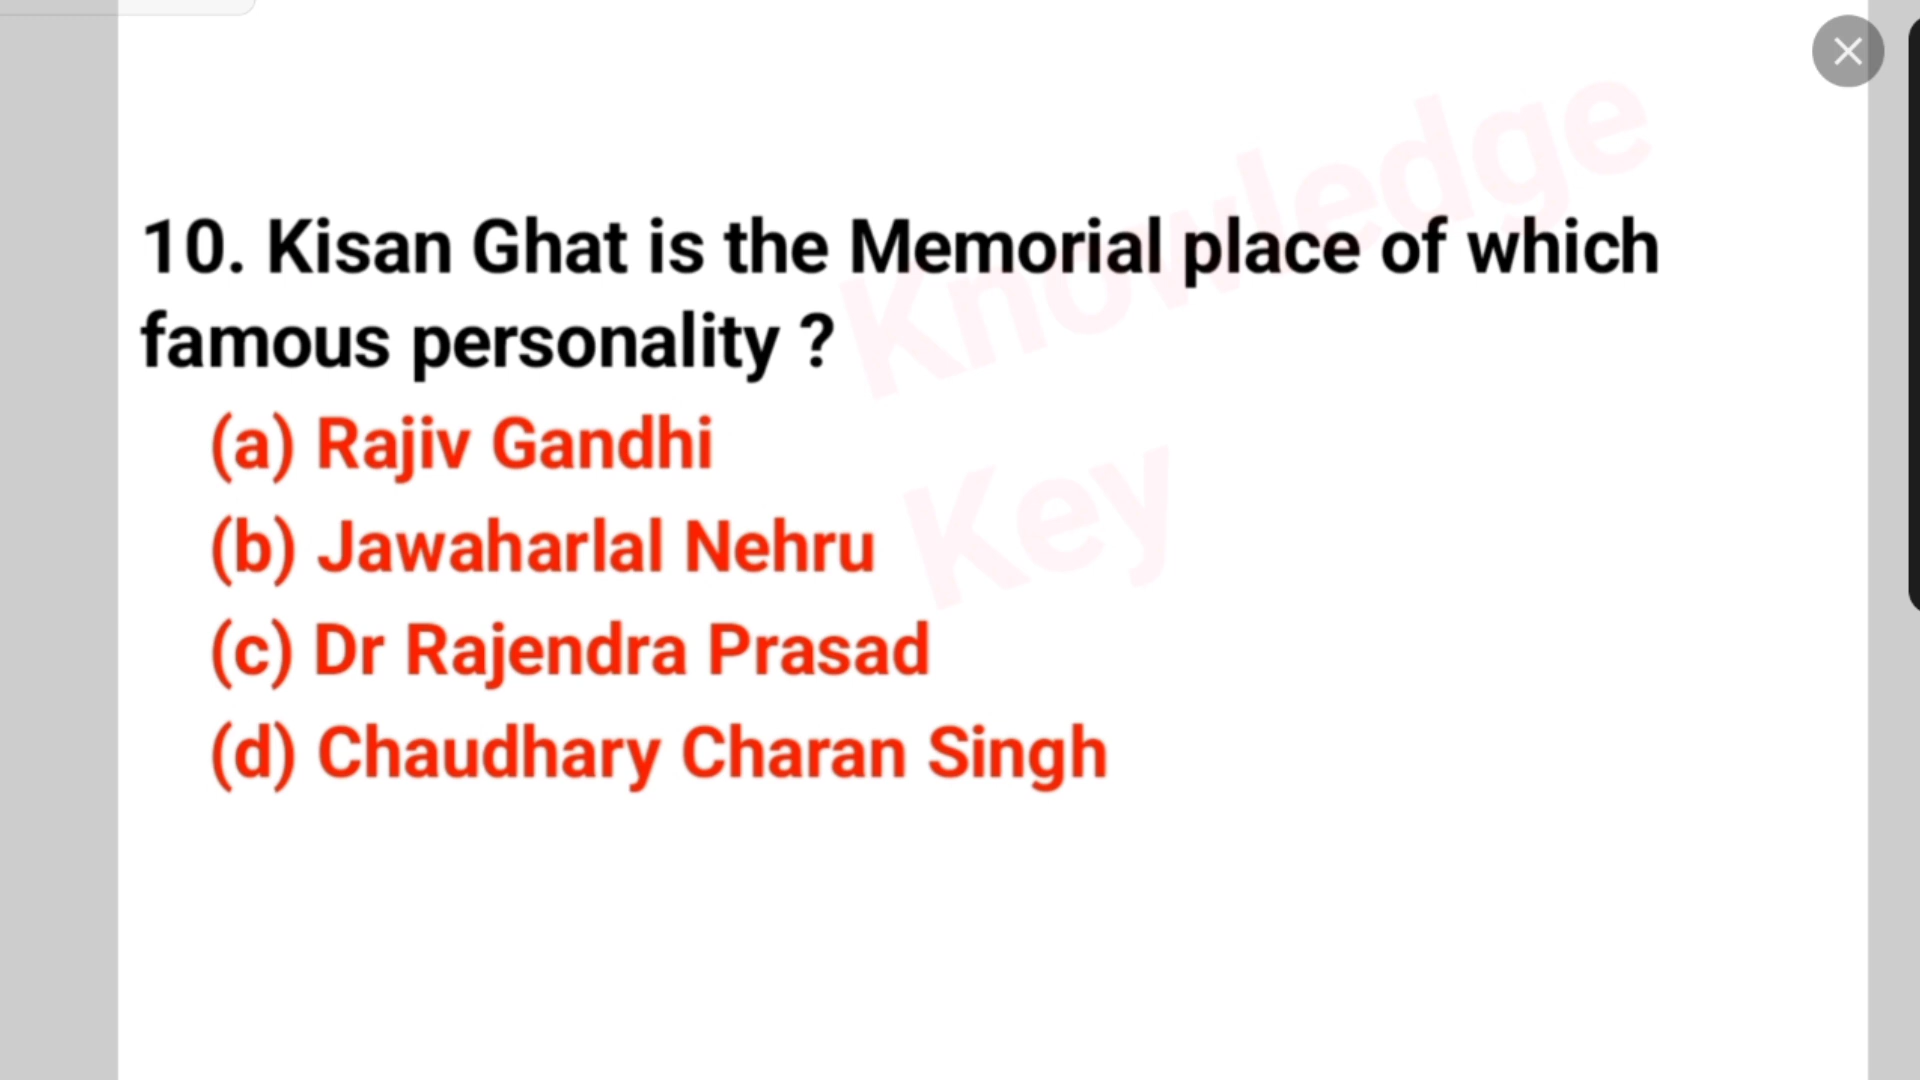 Knowledge
10. Kisan Ghat is the Memorial place of which
famous personality ?
(a) Rajiv Gandhi
Key
(b) Jawaharlal Nehru
(c) Dr Rajendra Prasad
(d) Chaudhary Charan Singh